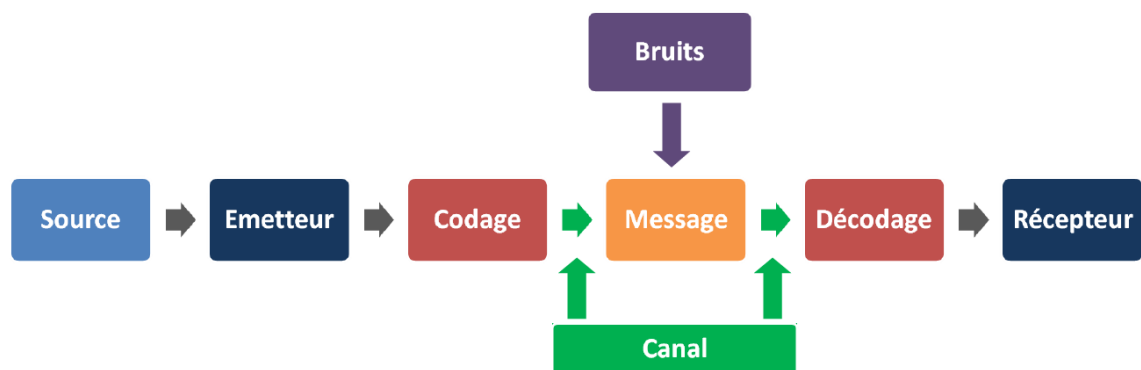 Bruits
Source
Emetteur
Codage
Message
Décodage
Récepteur
Canal